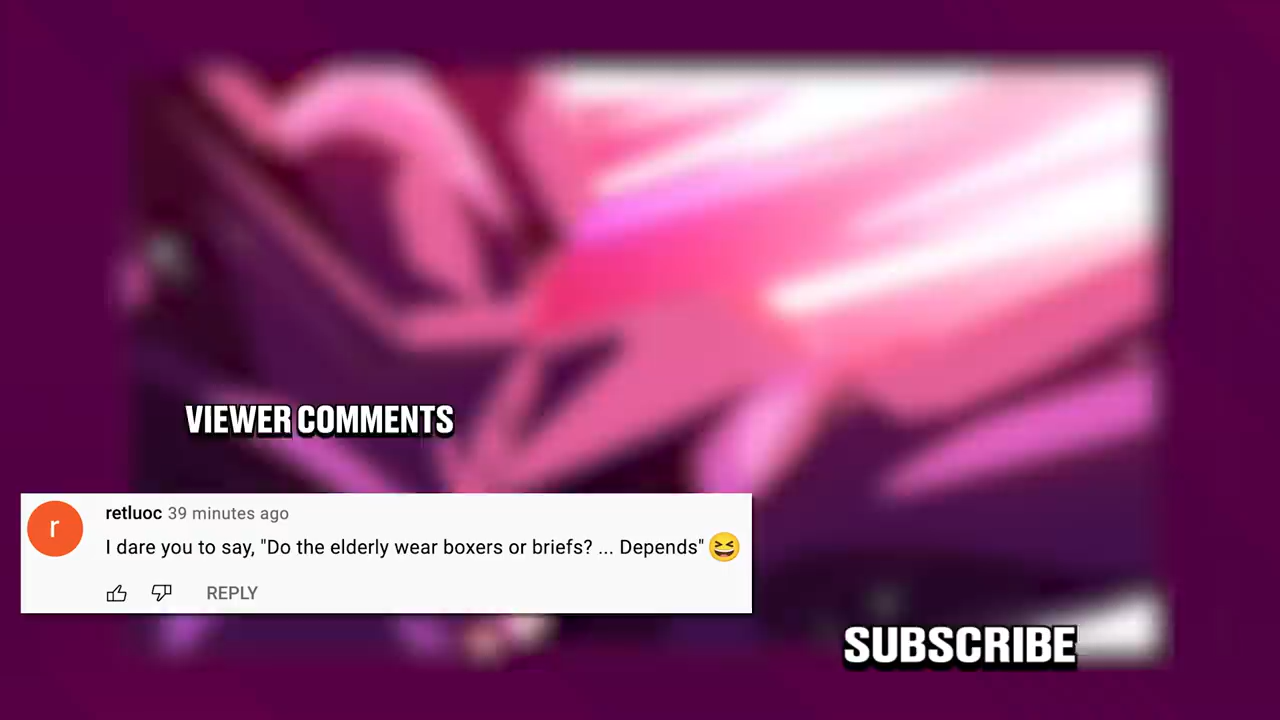 VIEWER COMMENTS
r
retluoc 39 minutes ago
I dare you to say, "Do the elderly wear boxers or briefs? ... Depends" 😆
REPLY
SUBSCRIBE